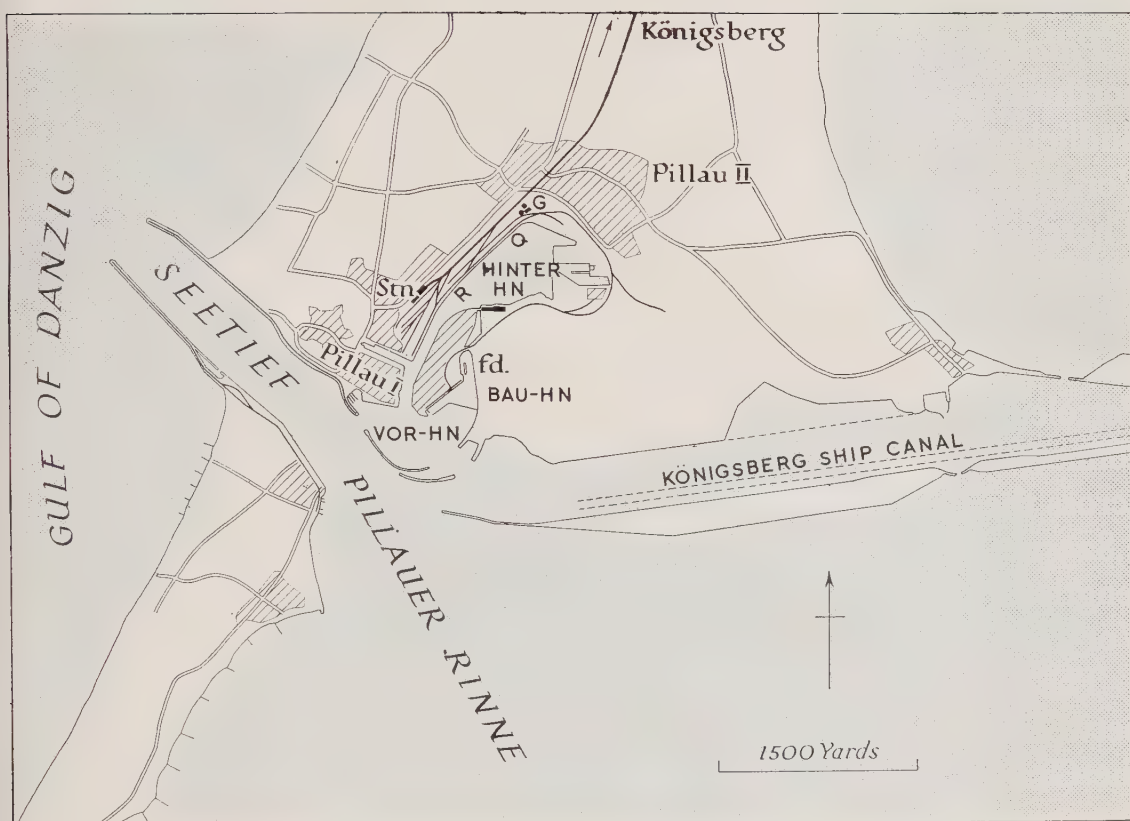 Königsberg
Pillau II
GULF OF DANZIG
G
Q
HINTER
HN
SEETIEF
Stn
R
Pillau I
fd.
BAU-HN
VOR-HN
KÖNIGSBERG SHIP CANAL
PILLAUER RINNE
1500 Yards